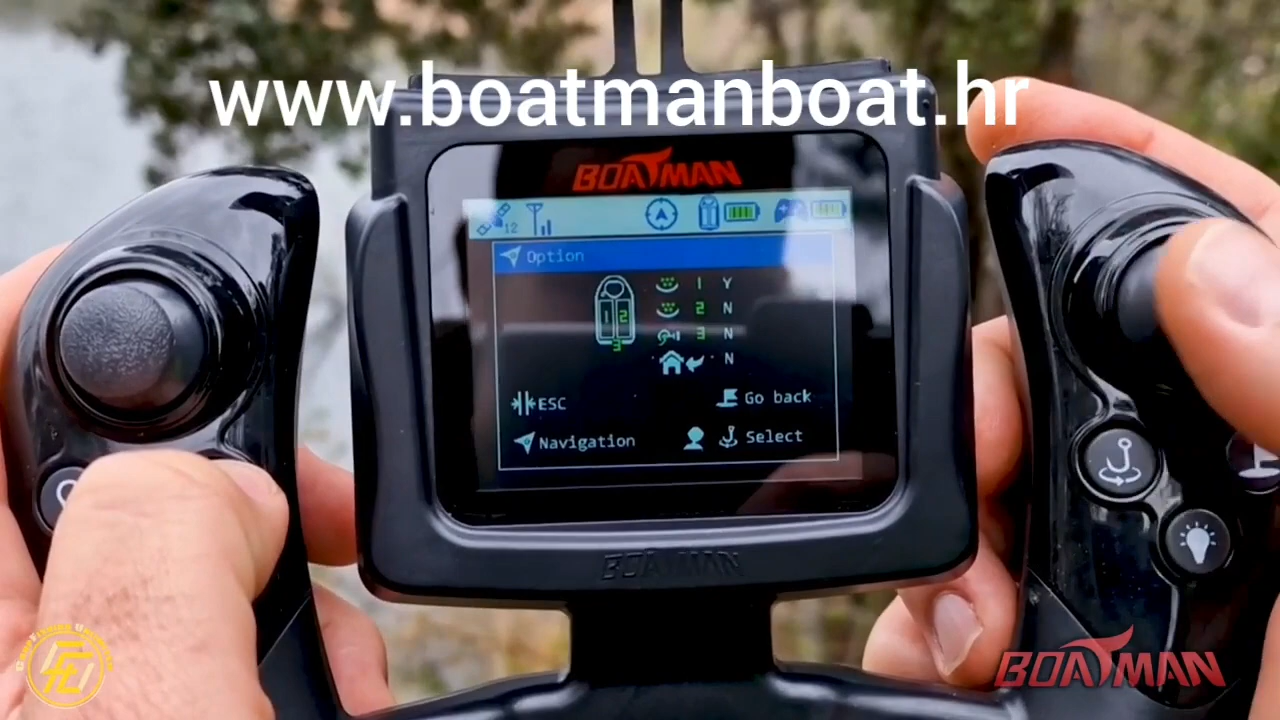 www.boatmanboat.hr
BOATMAN
12
Option
1 Y
1 2 2 N
3 3 N
N
ESC Go back
Navigation Select
BOATMAN
BOATMAN